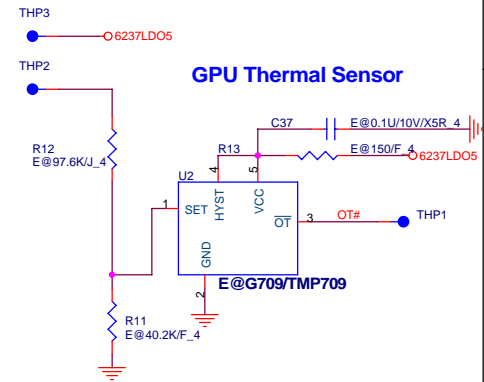 THP3
6237LDO5
THP2
GPU Thermal Sensor
C37
E@0.1U/10V/X5R_4
R12
E@97.6K/J_4
R13
E@150/F_4
6237LDO5
U2
4
5
1
SET
HYST
VCC
OT
3
OT#
THP1
GND
2
E@G709/TMP709
R11
E@40.2K/F_4